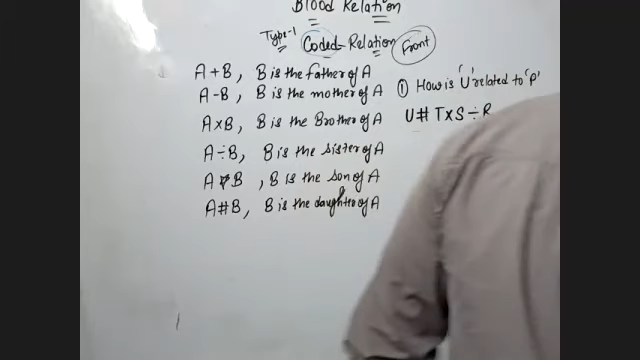 Blood Relation
Type-1 Coded Relation Front
A+B, B is the father of A
A-B, B is the mother of A
A×B, B is the Brother of A
A÷B, B is the sister of A
B, B is the son of A
A#B, B is the daughter of A
① How is 'U' related to 'P'
U# T×S÷R